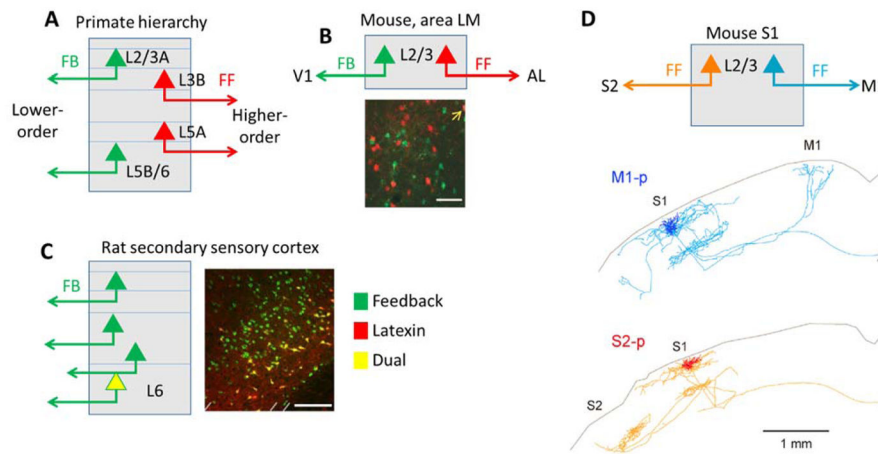 A
Primate hierarchy
FB
L2/3A
L3B
FF
Lower-
order
L5A
Higher-
order
L5B/6
B
Mouse, area LM
V1
FB
L2/3
FF
AL
C
Rat secondary sensory cortex
FB
L6
Feedback
Latexin
Dual
D
Mouse S1
S2
FF
L2/3
FF
M
M1
M1-p
S1
S2-p
S1
S2
1 mm